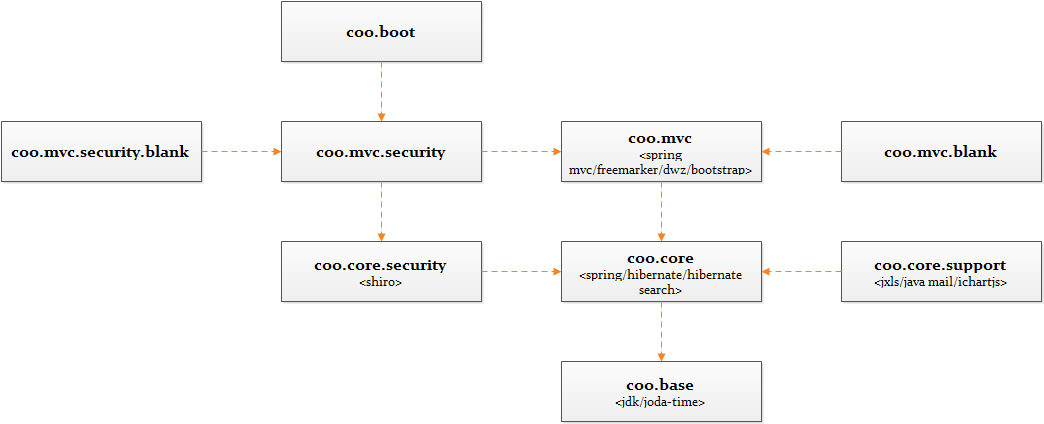 coo.boot
coo.mvc.security.blank
coo.mvc.security
coo.mvc
<spring
mvc/freemarker/dwz/bootstrap>
coo.mvc.blank
coo.core.security
<shiro>
coo.core
<spring/hibernate/hibernate
search>
coo.core.support
<jxls/java mail/ichartjs>
coo.base
<jdk/joda-time>